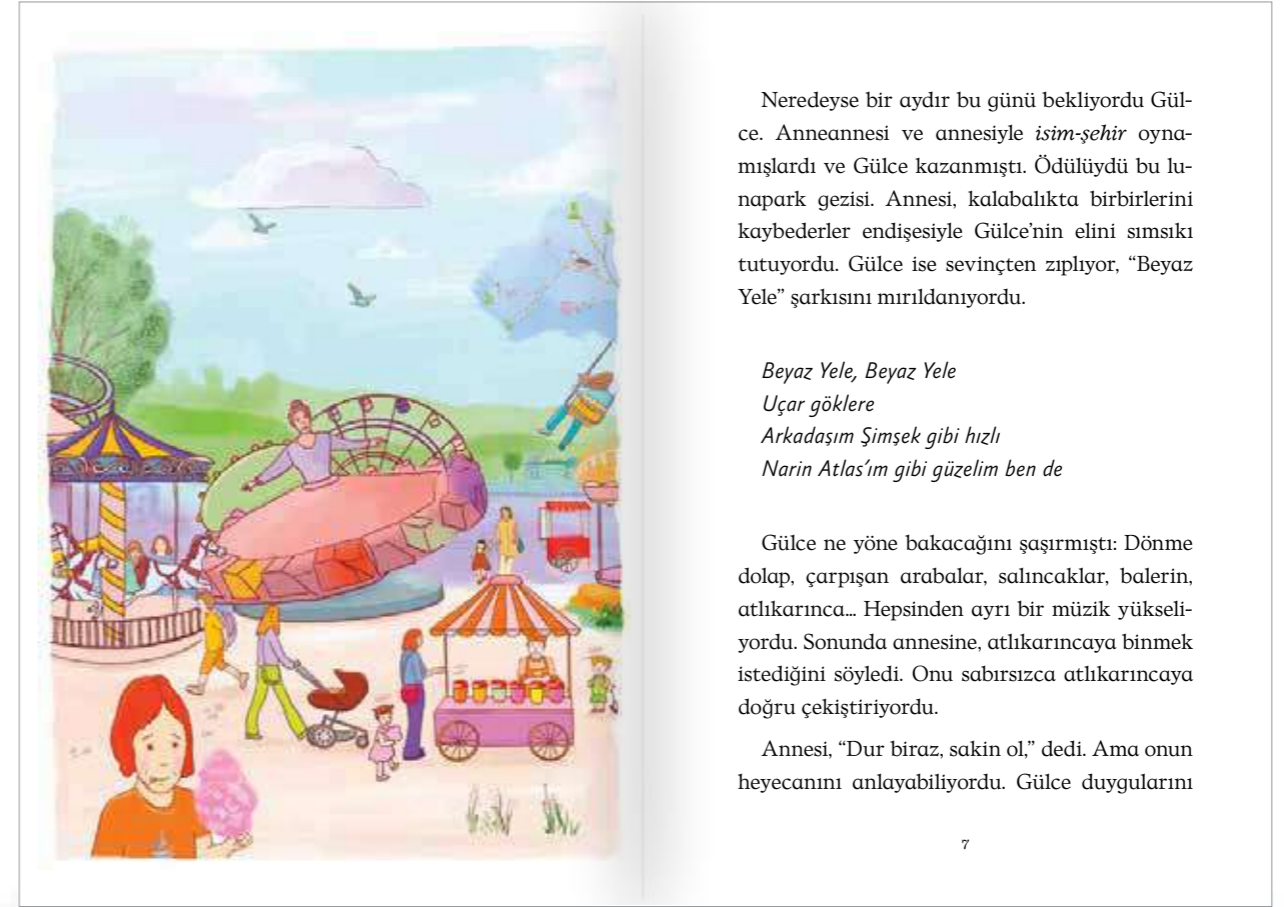 Neredeyse bir aydır bu günü bekliyordu Gül-
ce. Anneannesi ve annesiyle isim-şehir oyna-
mışlardı ve Gülce kazanmıştı. Ödülüydü bu lu-
napark gezisi. Annesi, kalabalıkta birbirlerini
kaybederler endişesiyle Gülce’nin elini sımsıkı
tutuyordu. Gülce ise sevinçten zıplıyor, “Beyaz
Yele” şarkısını mırıldanıyordu.
Beyaz Yele, Beyaz Yele
Uçar göklere
Arkadaşım Şimşek gibi hızlı
Narin Atlas’ım gibi güzelim ben de
Gülce ne yöne bakacağını şaşırmıştı: Dönme
dolap, çarpışan arabalar, salıncaklar, balerin,
atlıkarınca... Hepsinden ayrı bir müzik yükseli-
yordu. Sonunda annesine, atlıkarıncaya binmek
istediğini söyledi. Onu sabırsızca atlıkarıncaya
doğru çekiştiriyordu.
Annesi, “Dur biraz, sakin ol,” dedi. Ama onun
heyecanını anlayabiliyordu. Gülce duygularını
7